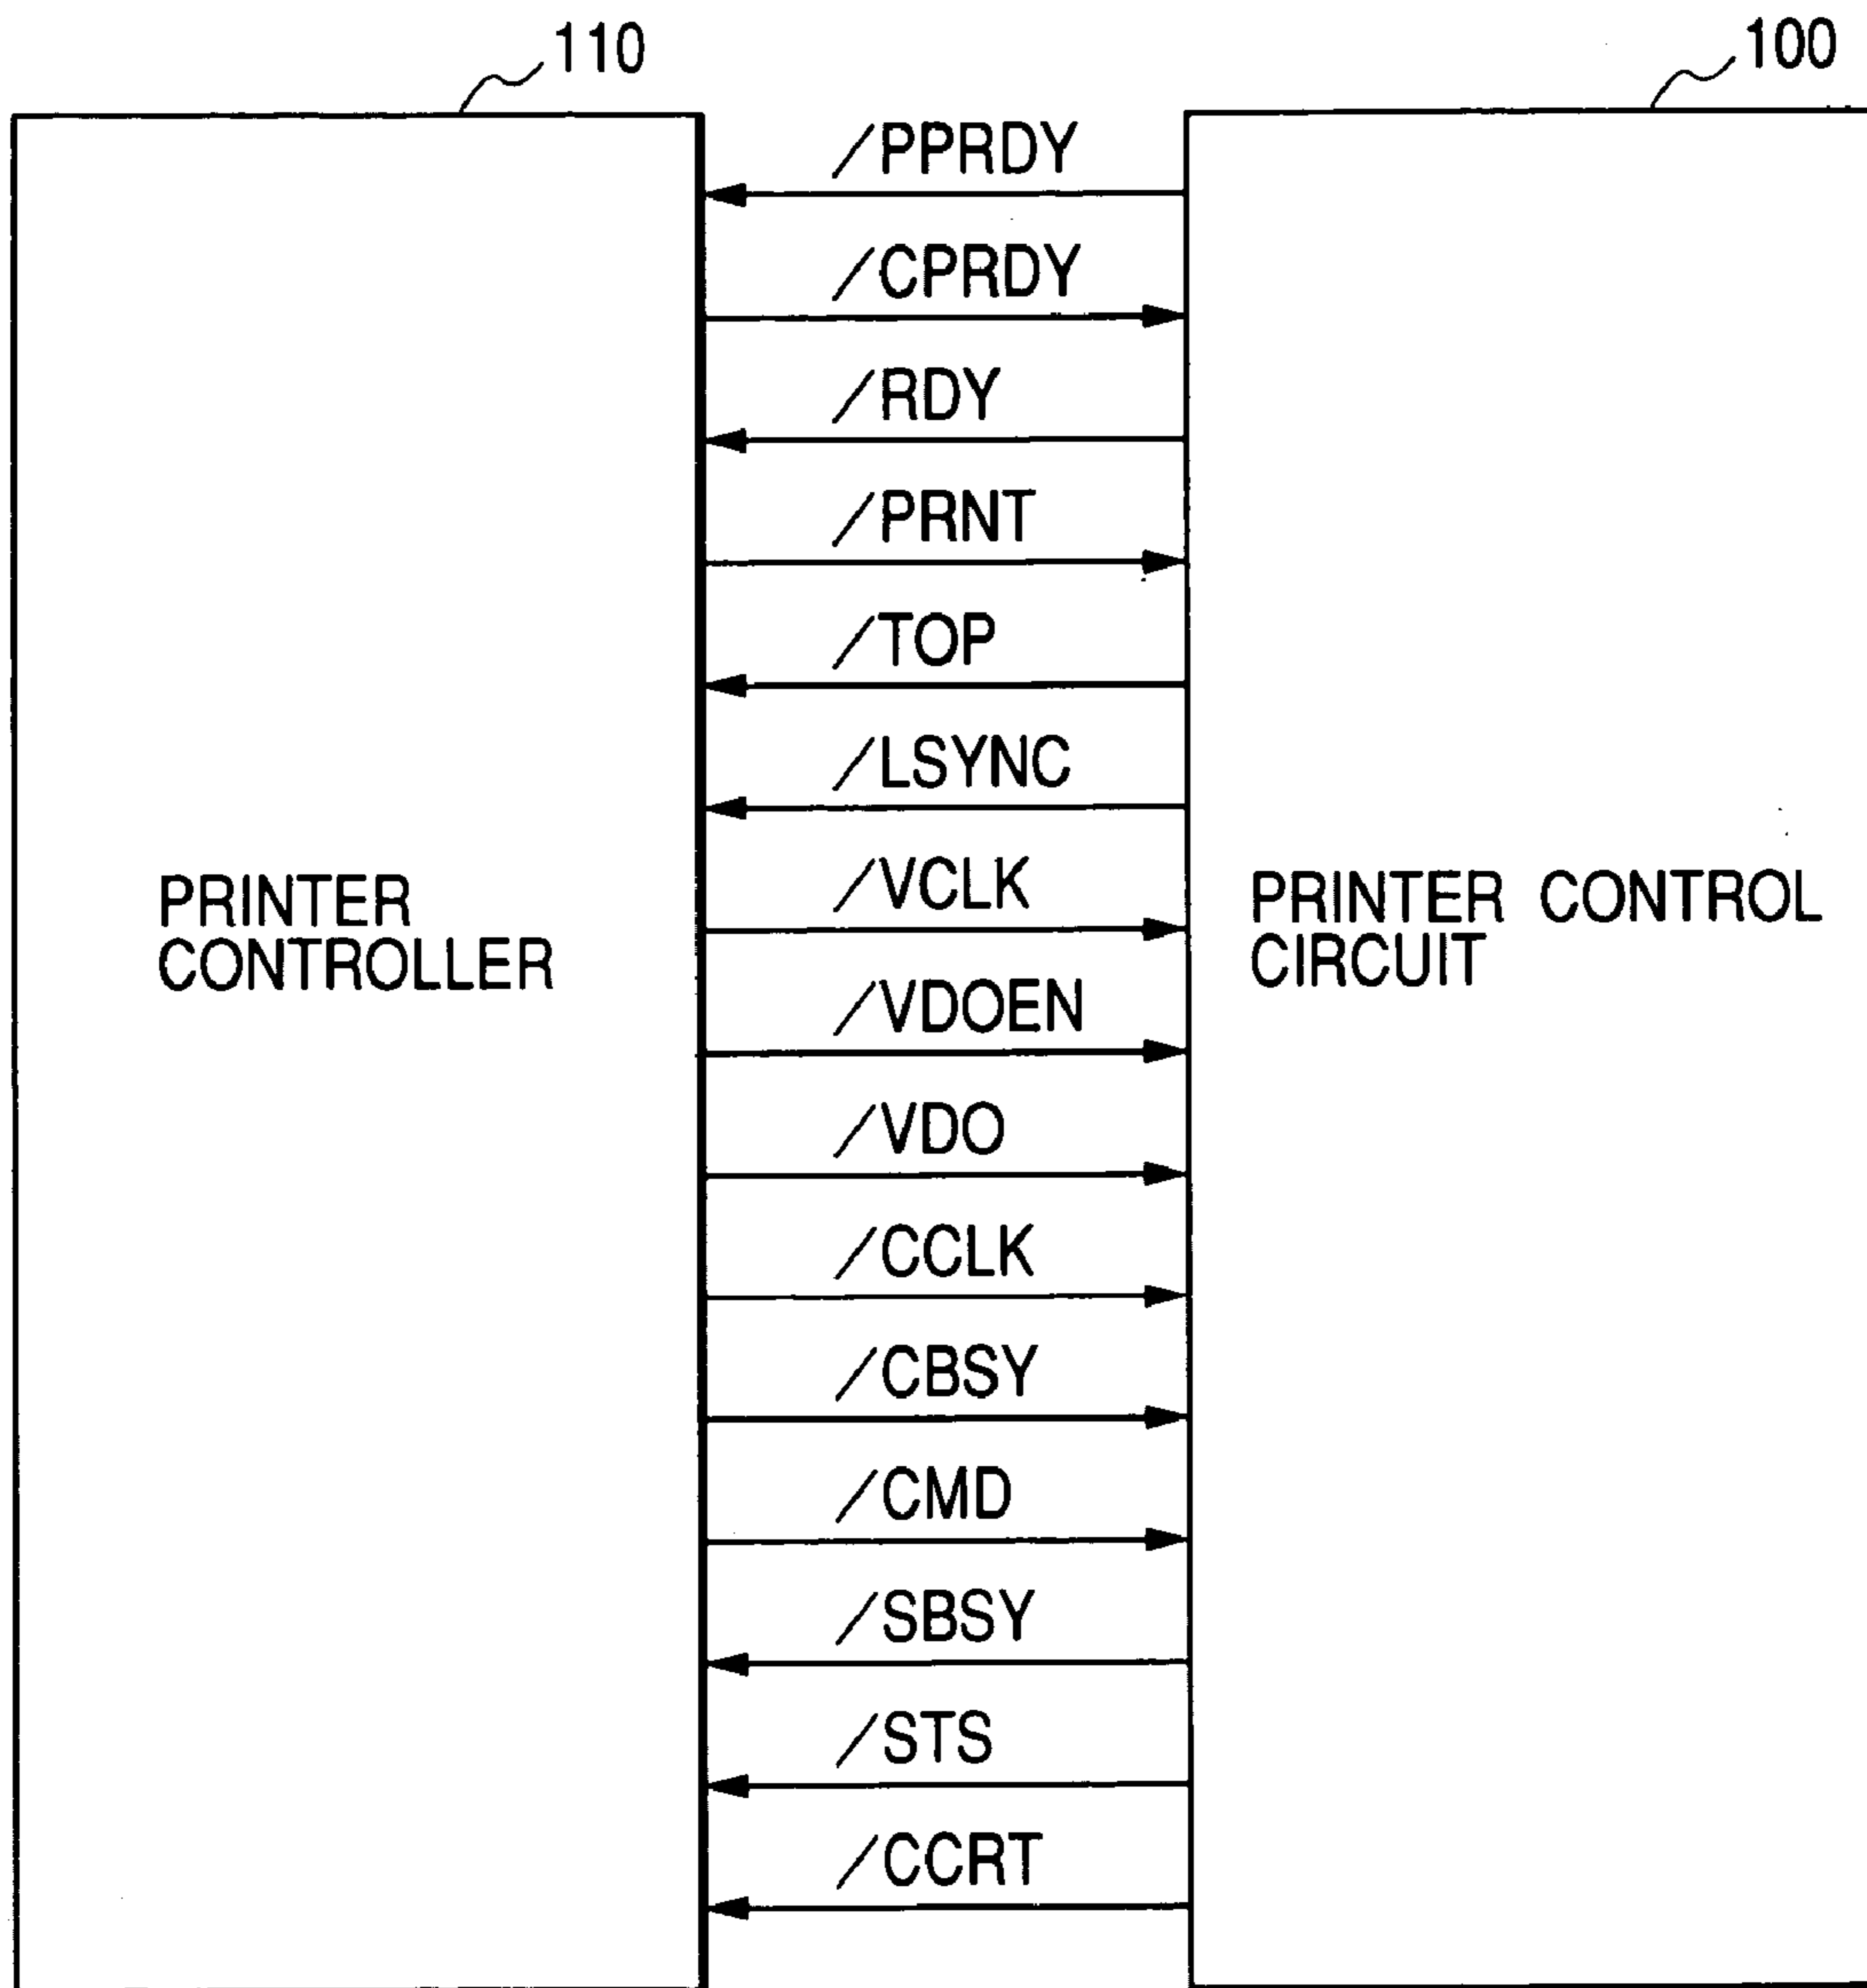 110
100
/PPRDY
/CPRDY
/RDY
/PRNT
/TOP
/LSYNC
/VCLK
PRINTER
CONTROLLER
PRINTER CONTROL
CIRCUIT
/VDOEN
/VDO
/CCLK
/CBSY
/CMD
/SBSY
/STS
/CCRT